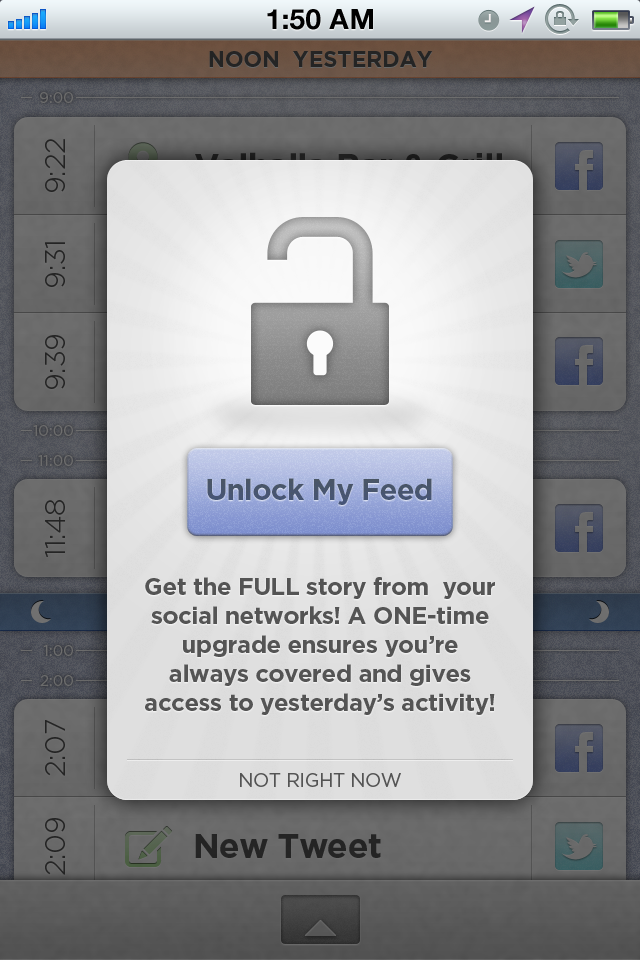 1:50 AM
NOON YESTERDAY
9:00
9:22
Valhalla Bar & Grill
9:31
9:39
10:00
11:00
11:48
Unlock My Feed
Get the FULL story from your
social networks! A ONE-time
upgrade ensures you're
always covered and gives
access to yesterday's activity!
NOT RIGHT NOW
1:00
2:00
2:07
2:09
New Tweet